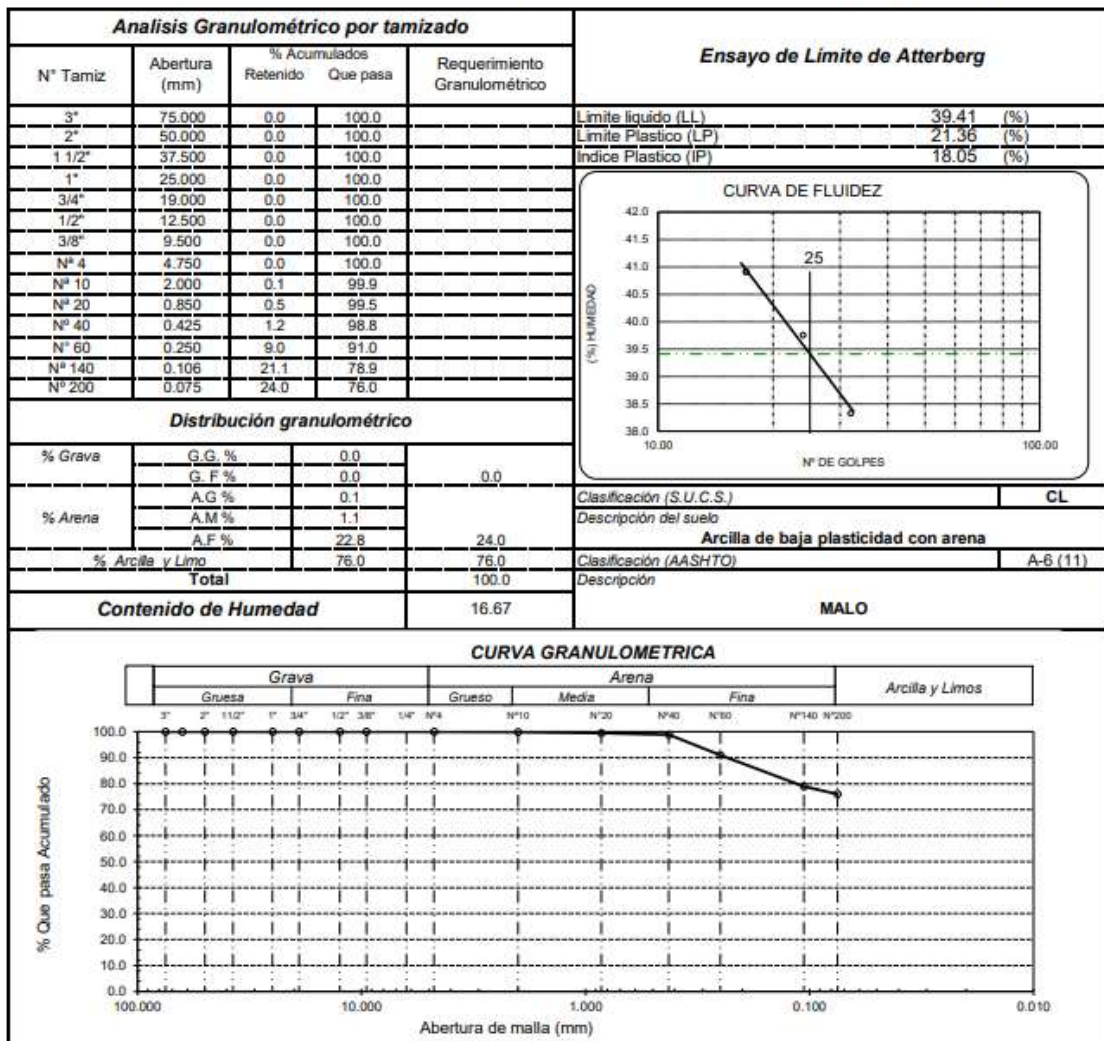 Analisis Granulométrico por tamizado
N° Tamiz Abertura (mm) % Acumulados Retenido Que pasa Requerimiento Granulométrico
3" 75.000 0.0 100.0
2" 50.000 0.0 100.0
1 1/2" 37.500 0.0 100.0
1" 25.000 0.0 100.0
3/4" 19.000 0.0 100.0
1/2" 12.500 0.0 100.0
3/8" 9.500 0.0 100.0
Nª 4 4.750 0.0 100.0
Nª 10 2.000 0.1 99.9
Nª 20 0.850 0.5 99.5
Nº 40 0.425 1.2 98.8
N° 60 0.250 9.0 91.0
Nª 140 0.106 21.1 78.9
Nº 200 0.075 24.0 76.0
Distribución granulométrico
% Grava G.G. % 0.0
G. F % 0.0 0.0
% Arena A.G % 0.1
A.M % 1.1
A.F % 22.8 24.0
% Arcilla y Limo 76.0 76.0
Total 100.0
Contenido de Humedad 16.67
Ensayo de Límite de Atterberg
Limite liquido (LL) 39.41 (%)
Limite Plastico (LP) 21.36 (%)
Indice Plastico (IP) 18.05 (%)
CURVA DE FLUIDEZ
42.0
41.5
41.0
40.5
40.0
39.5
39.0
38.5
38.0
(%) HUMEDAD
25
10.00 100.00
Nº DE GOLPES
Clasificación (S.U.C.S.) CL
Descripción del suelo
Arcilla de baja plasticidad con arena
Clasificación (AASHTO) A-6 (11)
Descripción
MALO
CURVA GRANULOMETRICA
Grava Arena Arcilla y Limos
Gruesa Fina Grueso Media Fina
3" 2" 11/2" 1" 3/4" 1/2" 3/8" 1/4" Nº4 Nº10 Nº20 Nº40 Nº60 Nº140 Nº200
100.0
90.0
80.0
70.0
60.0
50.0
40.0
30.0
20.0
10.0
0.0
% Que pasa Acumulado
100.000 10.000 1.000 0.100 0.010
Abertura de malla (mm)